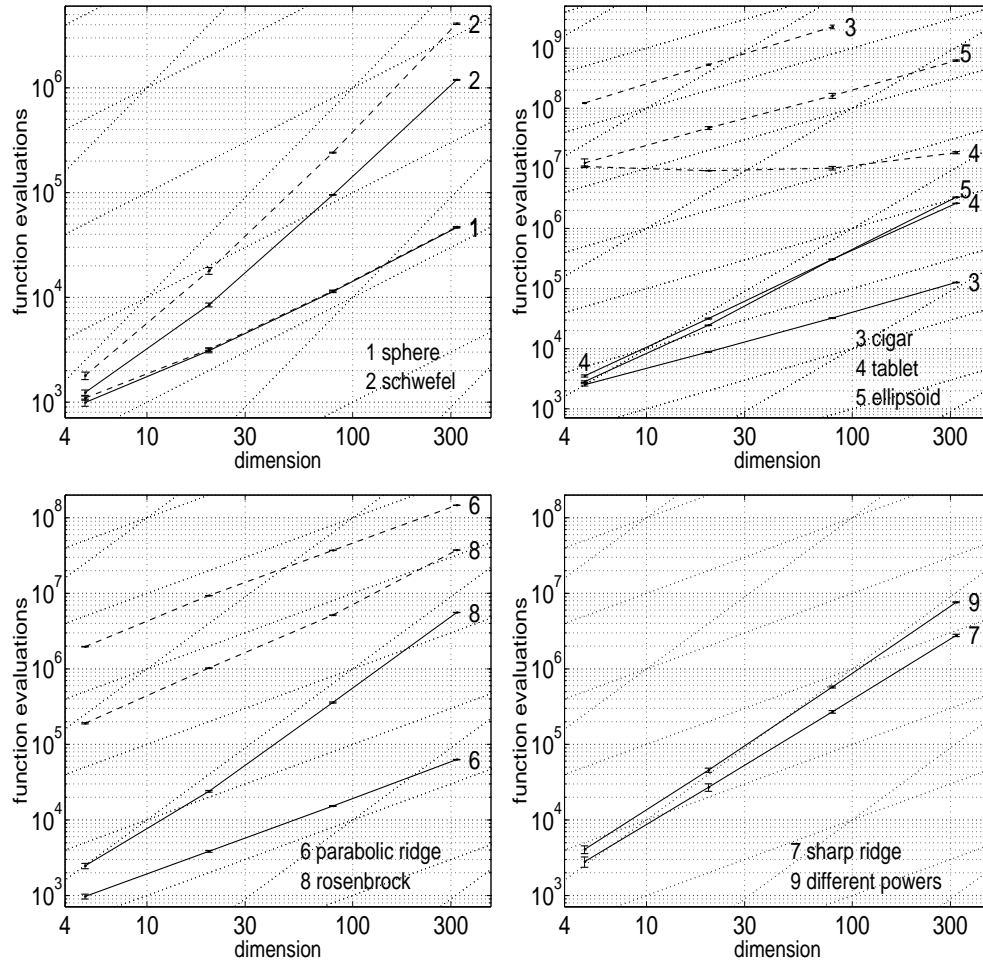 function evaluations
10^6
10^5
10^4
10^3
2
2
1
1 sphere
2 schwefel
4 10 30 100 300
dimension
function evaluations
10^9
10^8
10^7
10^6
10^5
10^4
10^3
3
5
4
5
4
3
4
3 cigar
4 tablet
5 ellipsoid
4 10 30 100 300
dimension
function evaluations
10^8
10^7
10^6
10^5
10^4
10^3
6
8
8
6
6 parabolic ridge
8 rosenbrock
4 10 30 100 300
dimension
function evaluations
10^8
10^7
10^6
10^5
10^4
10^3
9
7
7 sharp ridge
9 different powers
4 10 30 100 300
dimension